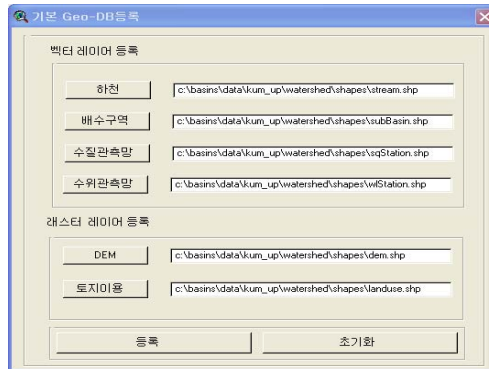 기본 Geo-DB등록
벡터 레이어 등록
하천 c:\basins\data\kum_up\watershed\shapes\stream.shp
배수구역 c:\basins\data\kum_up\watershed\shapes\subBasin.shp
수질관측망 c:\basins\data\kum_up\watershed\shapes\sqStation.shp
수위관측망 c:\basins\data\kum_up\watershed\shapes\wlStation.shp
래스터 레이어 등록
DEM c:\basins\data\kum_up\watershed\shapes\dem.shp
토지이용 c:\basins\data\kum_up\watershed\shapes\landuse.shp
등록 초기화